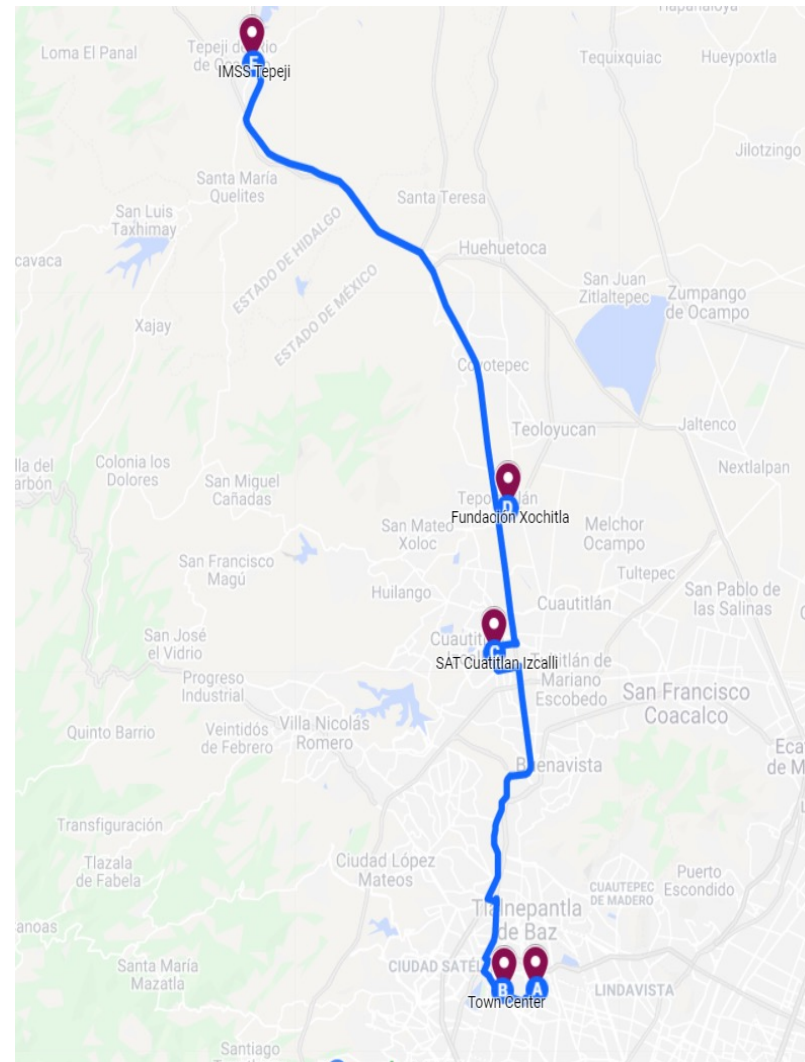 Hapanaloya
Loma El Panal
Tepeji del Río
de Ocampo
E
IMSS Tepeji
Tequixquiac
Hueypoxtla
Jilotzingo
Santa María
Quelites
Santa Teresa
San Luis
Taxhimay
Huehuetoca
cavaca
ESTADO DE HIDALGO
ESTADO DE MÉXICO
San Juan
Zitlaltepec
Zumpango
de Ocampo
Xajay
Coyotepec
Teoloyucan
Jaltenco
lla del
arbón
Colonia los
Dolores
San Miguel
Cañadas
Nextlalpan
D
Fundación Xochitla
San Mateo
Xoloc
Melchor
Ocampo
San Francisco
Magú
Tultepec
Huilango
Cuautitlán
San Pablo de
las Salinas
San José
el Vidrio
C
SAT Cuatitlan Izcalli
Progreso
Industrial
Mariano
Escobedo
San Francisco
Coacalco
Quinto Barrio
Veintidós
de Febrero
Villa Nicolás
Romero
Buenavista
Ecat
de M
Transfiguración
Tlazala
de Fabela
Ciudad López
Mateos
CUAUTEPEC
DE MADERO
Puerto
Escondido
Tlalnepantla
de Baz
anoas
Santa María
Mazatla
CIUDAD SATÉL
B
A
Town Center
LINDAVISTA
Santiago